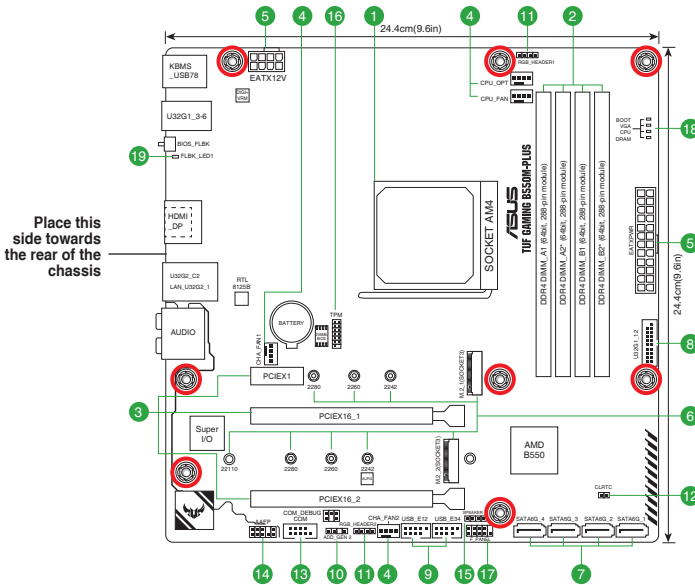 5
4
16
1
4
11
2
24.4cm(9.6in)
KBMS
_USB78
EATX12V
RGB_HEADER1
DIGI+
VRM
CPU_OPT
CPU_FAN
U32G1_3-6
BIOS_FLBK
19
FLBK_LED1
BOOT
VGA
CPU
DRAM
18
HDMI
_DP
SOCKET AM4
ASUS
TUF GAMING B550M-PLUS
DDR4 DIMM_A1 (64bit, 288-pin module)
DDR4 DIMM_A2* (64bit, 288-pin module)
DDR4 DIMM_B1 (64bit, 288-pin module)
DDR4 DIMM_B2* (64bit, 288-pin module)
EATXPWR
5
Place this
side towards
the rear of the
chassis
U32G2_C2
LAN_U32G2_1
RTL
8125B
24.4cm(9.6in)
AUDIO
CHA_FAN1
BATTERY
TPM
U32G1_12
8
PCIEX1
2280
2260
2242
M.2_1(SOCKET3)
3
PCIEX16_1
6
Super
I/O
22110
2280
2260
2242
M.2_2(SOCKET3)
AMD
B550
CLRTC
12
PCIEX16_2
AAFP
COM_DEBUG
COM
ADD_GEN 2
RGB_HEADER2
CHA_FAN2
USB_E12
USB_E34
SPEAKER
F_PANEL
SATA6G_4
SATA6G_3
SATA6G_2
SATA6G_1
14
13
10
11
4
9
15
17
7